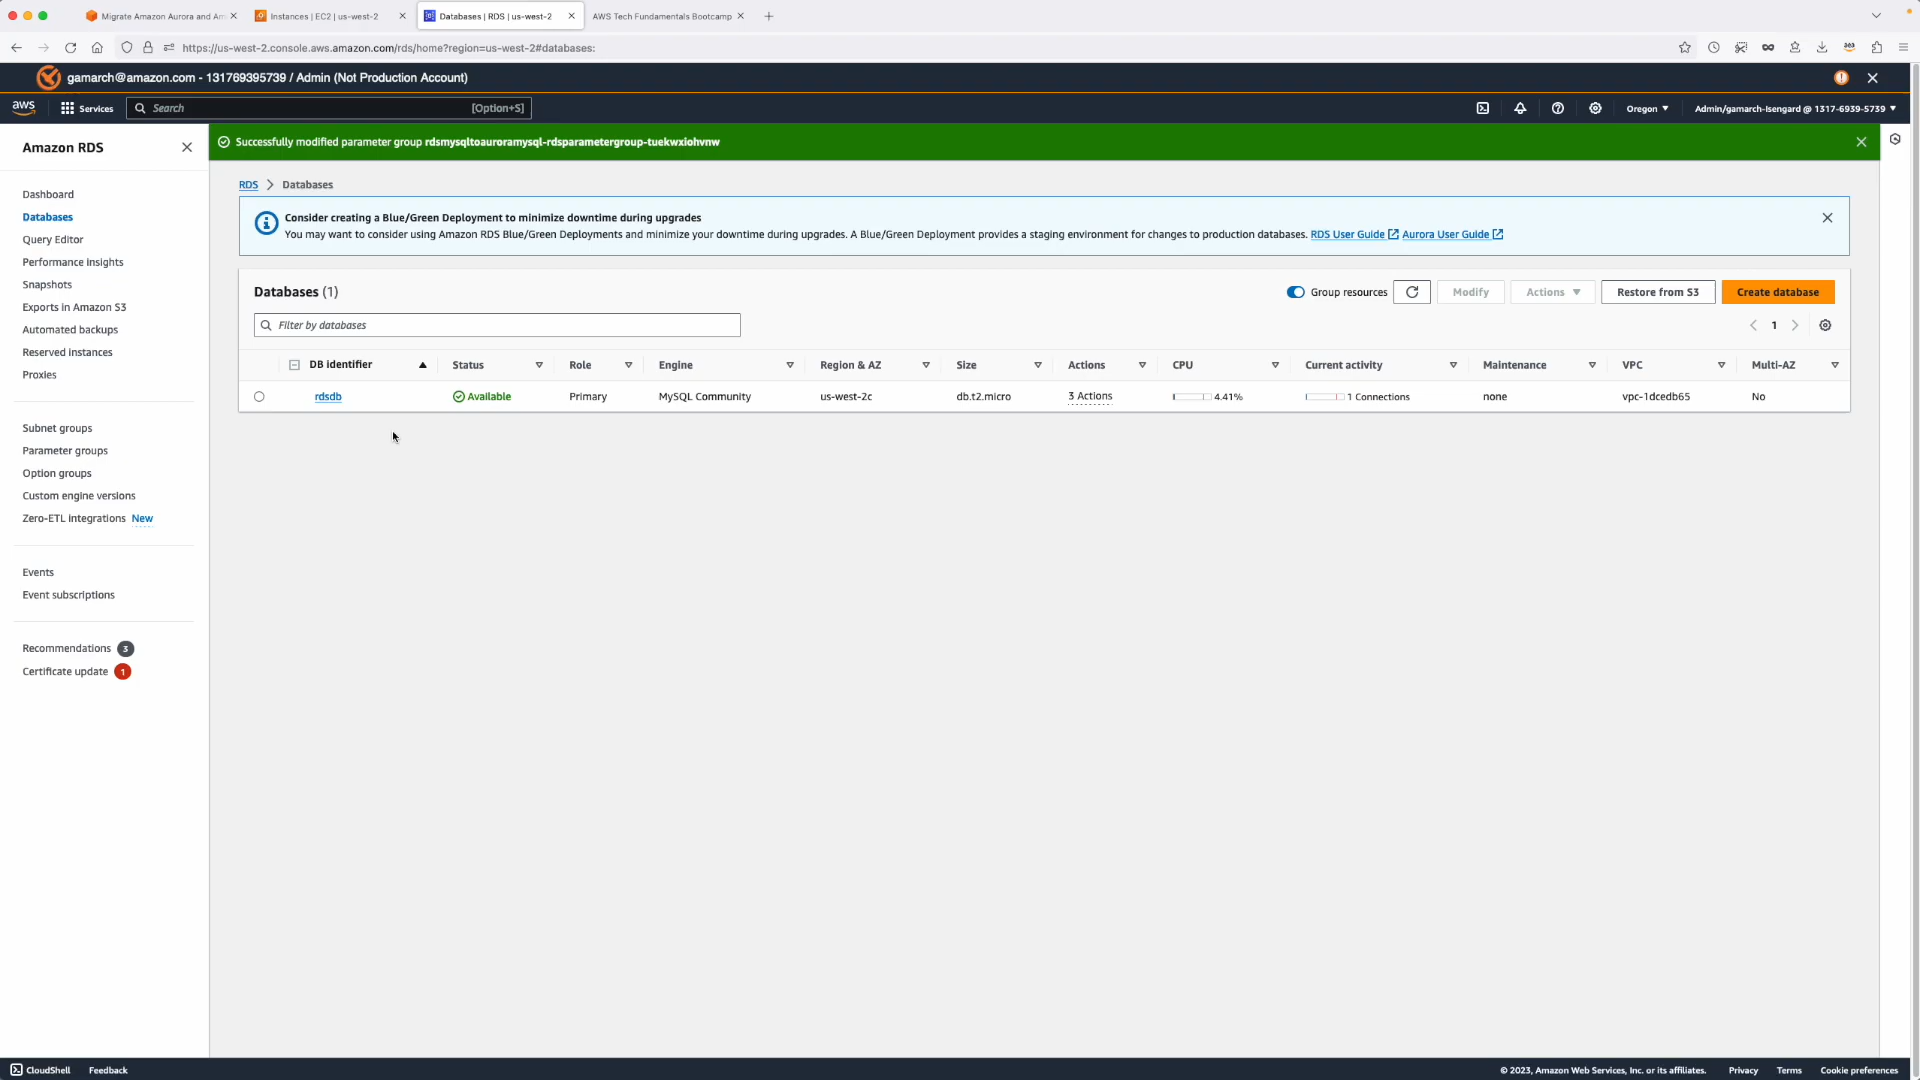 Migrate Amazon Aurora and Am
Instances | EC2 | us-west-2
Databases | RDS | us-west-2
AWS Tech Fundamentals Bootcamp
https://us-west-2.console.aws.amazon.com/rds/home?region=us-west-2#databases:
gamarch@amazon.com - 131769395739 / Admin (Not Production Account)
aws
Services
Search
[Option+S]
Oregon
Admin/gamarch-Isengard @ 1317-6939-5739
Amazon RDS
Dashboard
Databases
Query Editor
Performance insights
Snapshots
Exports in Amazon S3
Automated backups
Reserved instances
Proxies
Subnet groups
Parameter groups
Option groups
Custom engine versions
Zero-ETL integrations New
Events
Event subscriptions
Recommendations 3
Certificate update 1
Successfully modified parameter group rdsmysqltoauroramysql-rdsparametergroup-tuekwxiohvnw
RDS > Databases
Consider creating a Blue/Green Deployment to minimize downtime during upgrades
You may want to consider using Amazon RDS Blue/Green Deployments and minimize your downtime during upgrades. A Blue/Green Deployment provides a staging environment for changes to production databases. RDS User Guide Aurora User Guide
Databases (1)
Group resources
Modify
Actions
Restore from S3
Create database
Filter by databases
1
DB identifier Status Role Engine Region & AZ Size Actions CPU Current activity Maintenance VPC Multi-AZ
rdsdb Available Primary MySQL Community us-west-2c db.t2.micro 3 Actions 4.41% 1 Connections none vpc-1dcedb65 No
CloudShell Feedback
© 2023, Amazon Web Services, Inc. or its affiliates. Privacy Terms Cookie preferences